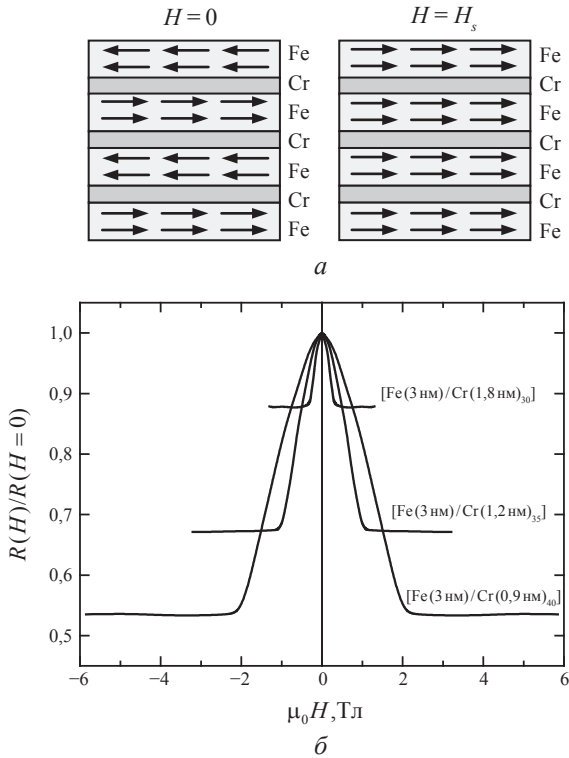 H = 0
H = Hₛ
Fe
Cr
Fe
Cr
Fe
Cr
Fe
Fe
Cr
Fe
Cr
Fe
Cr
Fe
а
R(H)/R(H = 0)
1,0
0,9
0,8
0,7
0,6
0,5
[Fe(3 нм)/Cr(1,8 нм)₃₀]
[Fe(3 нм)/Cr(1,2 нм)₃₅]
[Fe(3 нм)/Cr(0,9 нм)₄₀]
−6 −4 −2 0 2 4 6
μ₀H, Тл
б